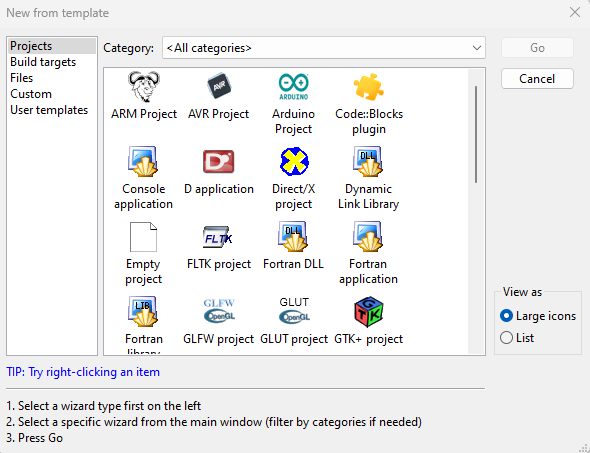 New from template
Projects
Build targets
Files
Custom
User templates
Category:
<All categories>
Go
Cancel
AVR
ARDUINO
ARM Project
AVR Project
Arduino
Project
Code::Blocks
plugin
D
DLL
Console
application
D application
Direct/X
project
Dynamic
Link Library
FLTK
DLL
Empty
project
FLTK project
Fortran DLL
Fortran
application
LIB
GLFW
OpenGL
GLUT
OpenGL
GTK
Fortran
library
GLFW project
GLUT project
GTK+ project
View as
Large icons
List
TIP: Try right-clicking an item
1. Select a wizard type first on the left
2. Select a specific wizard from the main window (filter by categories if needed)
3. Press Go